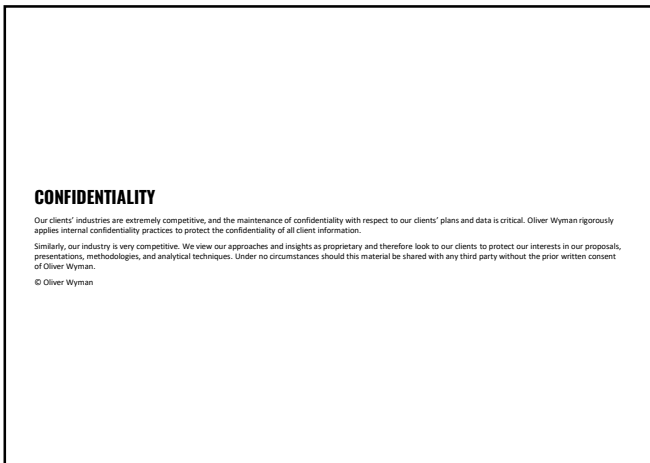 CONFIDENTIALITY
Our clients’ industries are extremely competitive, and the maintenance of confidentiality with respect to our clients’ plans and data is critical. Oliver Wyman rigorously
applies internal confidentiality practices to protect the confidentiality of all client information.
Similarly, our industry is very competitive. We view our approaches and insights as proprietary and therefore look to our clients to protect our interests in our proposals,
presentations, methodologies, and analytical techniques. Under no circumstances should this material be shared with any third party without the prior written consent
of Oliver Wyman.
© Oliver Wyman